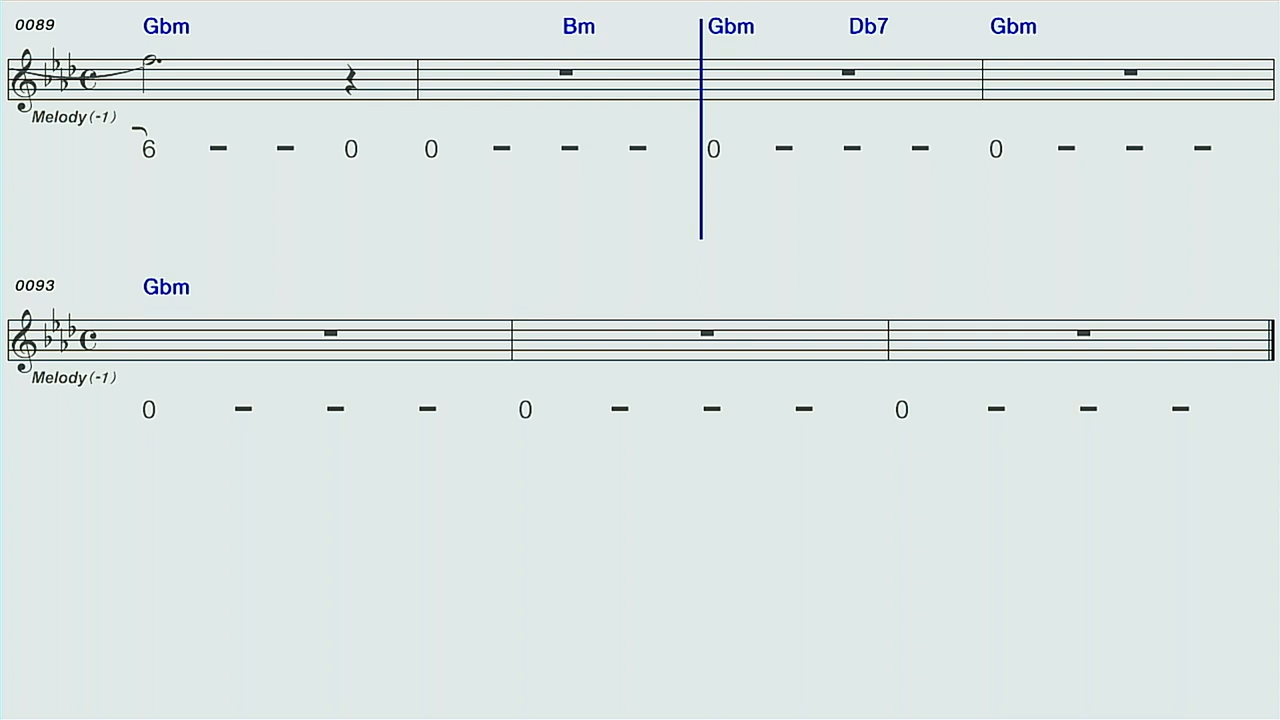 0089 Gbm Bm Gbm Db7 Gbm
Melody(-1)
6 - - 0 0 - - - 0 - - - 0 - - -
0093 Gbm
Melody(-1)
0 - - - 0 - - - 0 - - -